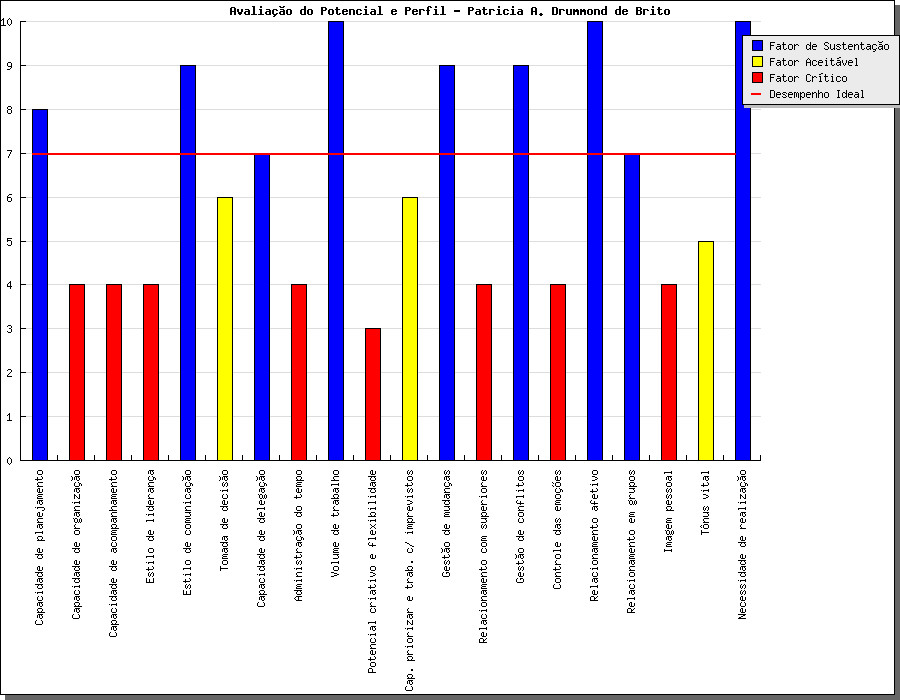 Avaliação do Potencial e Perfil - Patricia A. Drummond de Brito
Fator de Sustentação
Fator Aceitável
Fator Crítico
Desempenho Ideal
10
9
8
7
6
5
4
3
2
1
0
Capacidade de planejamento
Capacidade de organização
Capacidade de acompanhamento
Estilo de liderança
Estilo de comunicação
Tomada de decisão
Capacidade de delegação
Administração do tempo
Volume de trabalho
Potencial criativo e flexibilidade
Cap. priorizar e trab. c/ imprevistos
Gestão de mudanças
Relacionamento com superiores
Gestão de conflitos
Controle das emoções
Relacionamento afetivo
Relacionamento em grupos
Imagem pessoal
Tônus vital
Necessidade de realização